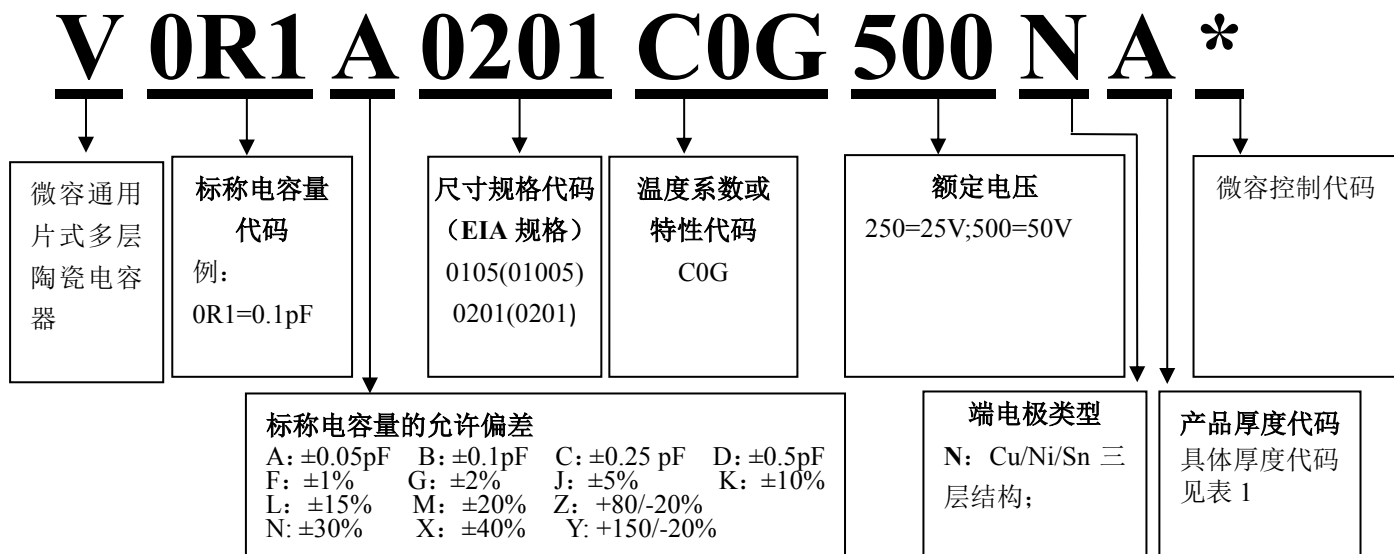 V 0R1 A 0201 C0G 500 N A *
微容通用
片式多层
陶瓷电容
器
标称电容量
代码
例：
0R1=0.1pF
尺寸规格代码
（EIA 规格）
0105(01005)
0201(0201)
温度系数或
特性代码
C0G
额定电压
250=25V;500=50V
微容控制代码
标称电容量的允许偏差
A: ±0.05pF B: ±0.1pF C: ±0.25 pF D: ±0.5pF
F: ±1% G: ±2% J: ±5% K: ±10%
L: ±15% M: ±20% Z: +80/-20%
N: ±30% X: ±40% Y: +150/-20%
端电极类型
N：Cu/Ni/Sn 三
层结构；
产品厚度代码
具体厚度代码
见表 1